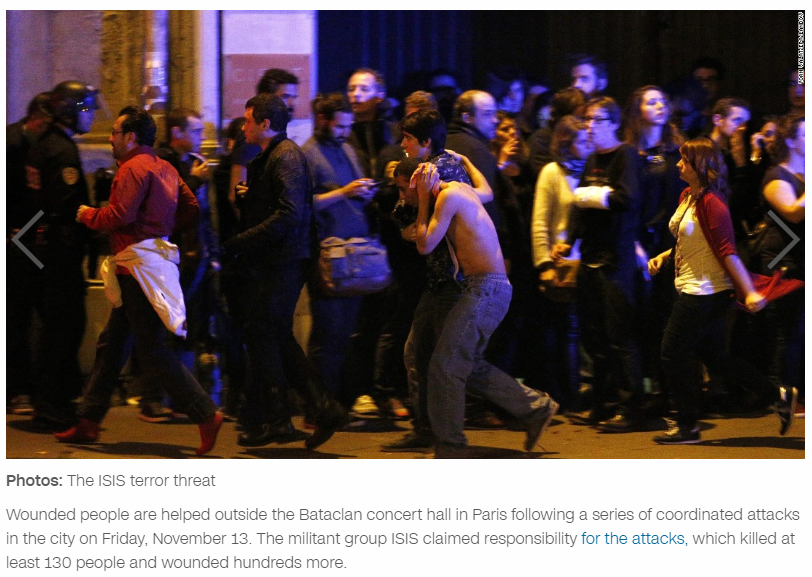 Photos: The ISIS terror threat
Wounded people are helped outside the Bataclan concert hall in Paris following a series of coordinated attacks
in the city on Friday, November 13. The militant group ISIS claimed responsibility for the attacks, which killed at
least 130 people and wounded hundreds more.